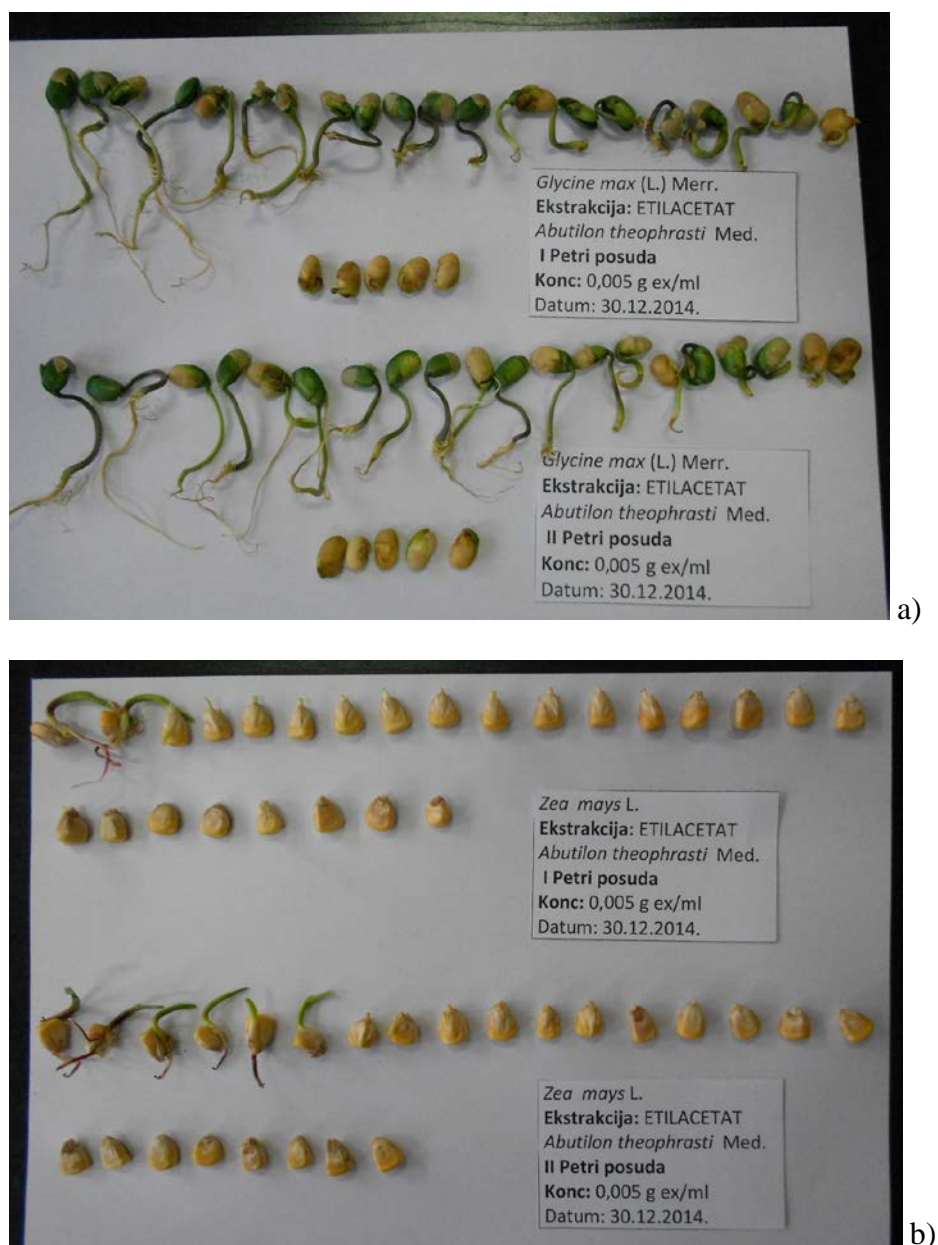 Glycine max (L.) Merr.
Ekstrakcija: ETILACETAT
Abutilon theophrasti Med.
I Petri posuda
Konc: 0,005 g ex/ml
Datum: 30.12.2014.
Glycine max (L.) Merr.
Ekstrakcija: ETILACETAT
Abutilon theophrasti Med.
II Petri posuda
Konc: 0,005 g ex/ml
Datum: 30.12.2014.
a)
Zea mays L.
Ekstrakcija: ETILACETAT
Abutilon theophrasti Med.
I Petri posuda
Konc: 0,005 g ex/ml
Datum: 30.12.2014.
Zea mays L.
Ekstrakcija: ETILACETAT
Abutilon theophrasti Med.
II Petri posuda
Konc: 0,005 g ex/ml
Datum: 30.12.2014.
b)